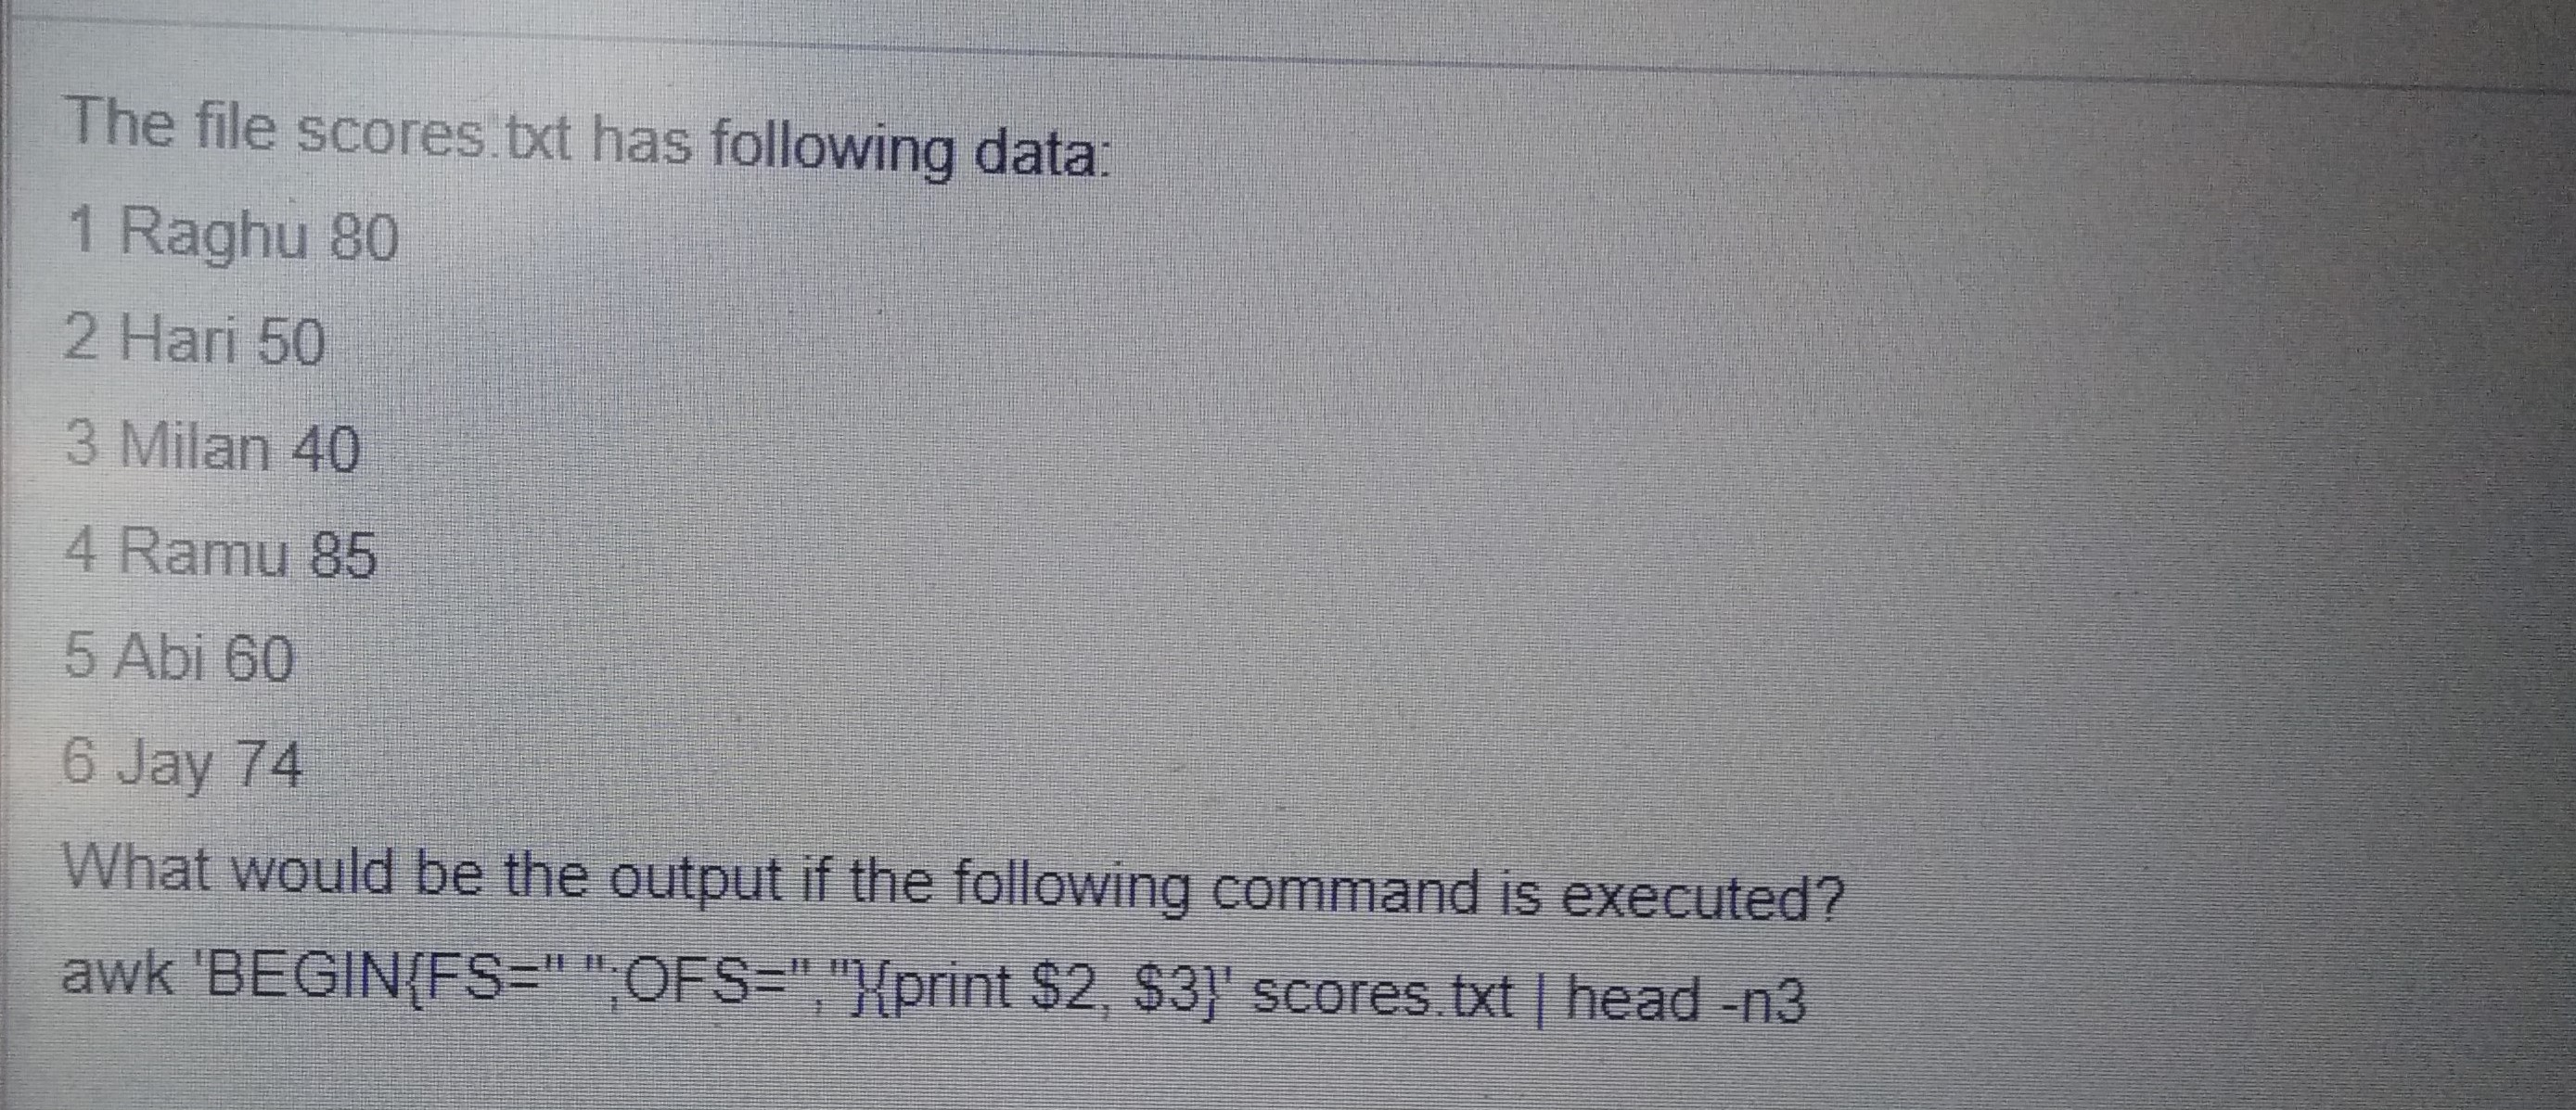 The file scores.txt has following data:
1 Raghu 80
2 Hari 50
3 Milan 40
4 Ramu 85
5 Abi 60
6 Jay 74
What would be the output if the following command is executed?
awk 'BEGIN{FS=" ";OFS=","}{print $2, $3}' scores.txt | head -n3